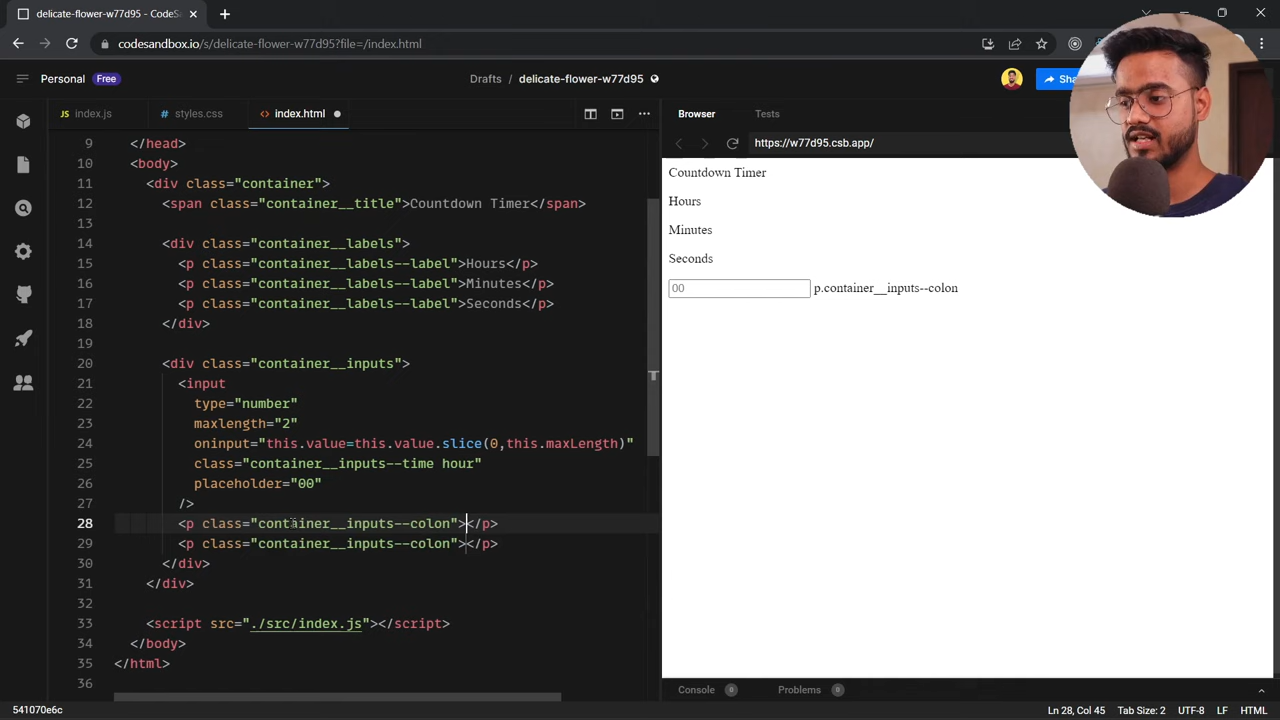 delicate-flower-w77d95 - CodeS
codesandbox.io/s/delicate-flower-w77d95?file=/index.html
Personal Free
Drafts / delicate-flower-w77d95
Sha
JS index.js
# styles.css
<> index.html
Browser
Tests
https://w77d95.csb.app/
9 </head>
10 <body>
11 <div class="container">
12 <span class="container__title">Countdown Timer</span>
13
14 <div class="container__labels">
15 <p class="container__labels--label">Hours</p>
16 <p class="container__labels--label">Minutes</p>
17 <p class="container__labels--label">Seconds</p>
18 </div>
19
20 <div class="container__inputs">
21 <input
22 type="number"
23 maxlength="2"
24 oninput="this.value=this.value.slice(0,this.maxLength)"
25 class="container__inputs--time hour"
26 placeholder="00"
27 />
28 <p class="container__inputs--colon"></p>
29 <p class="container__inputs--colon"></p>
30 </div>
31 </div>
32
33 <script src="./src/index.js"></script>
34 </body>
35 </html>
36
Countdown Timer
Hours
Minutes
Seconds
00 p.container__inputs--colon
Console 0
Problems 0
541070e6c
Ln 28, Col 45 Tab Size: 2 UTF-8 LF HTML